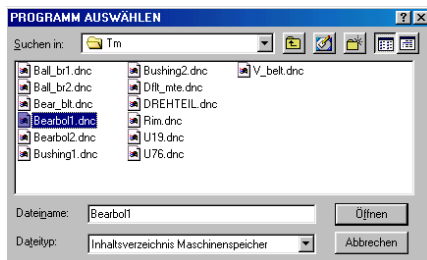 PROGRAMM AUSWÄHLEN
Suchen in: Tm
Ball_br1.dnc Bushing2.dnc V_belt.dnc
Ball_br2.dnc Dflt_mte.dnc
Bear_blt.dnc DREHTEIL.dnc
Bearbol1.dnc Rim.dnc
Bearbol2.dnc U19.dnc
Bushing1.dnc U76.dnc
Dateiname: Bearbol1 Öffnen
Dateityp: Inhaltsverzeichnis Maschinenspeicher Abbrechen